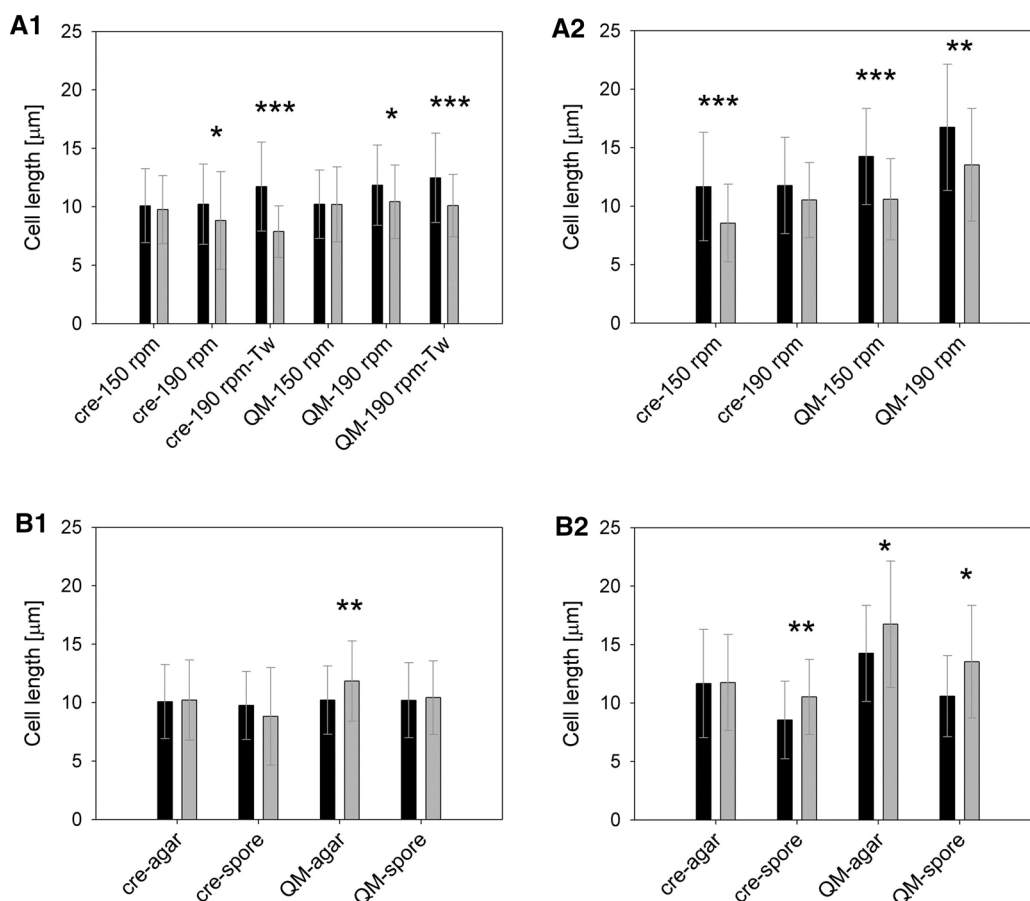 A1
25
20
15
10
5
0
Cell length [μm]
*
***
*
***
cre-150 rpm
cre-190 rpm
cre-190 rpm-Tw
QM-150 rpm
QM-190 rpm
QM-190 rpm-Tw
A2
25
20
15
10
5
0
Cell length [μm]
***
***
**
cre-150 rpm
cre-190 rpm
QM-150 rpm
QM-190 rpm
B1
25
20
15
10
5
0
Cell length [μm]
**
cre-agar
cre-spore
QM-agar
QM-spore
B2
25
20
15
10
5
0
Cell length [μm]
**
*
*
cre-agar
cre-spore
QM-agar
QM-spore